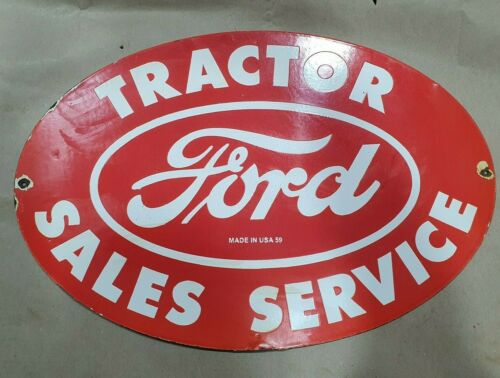 TRACTOR
Ford
MADE IN USA 59
SALES SERVICE